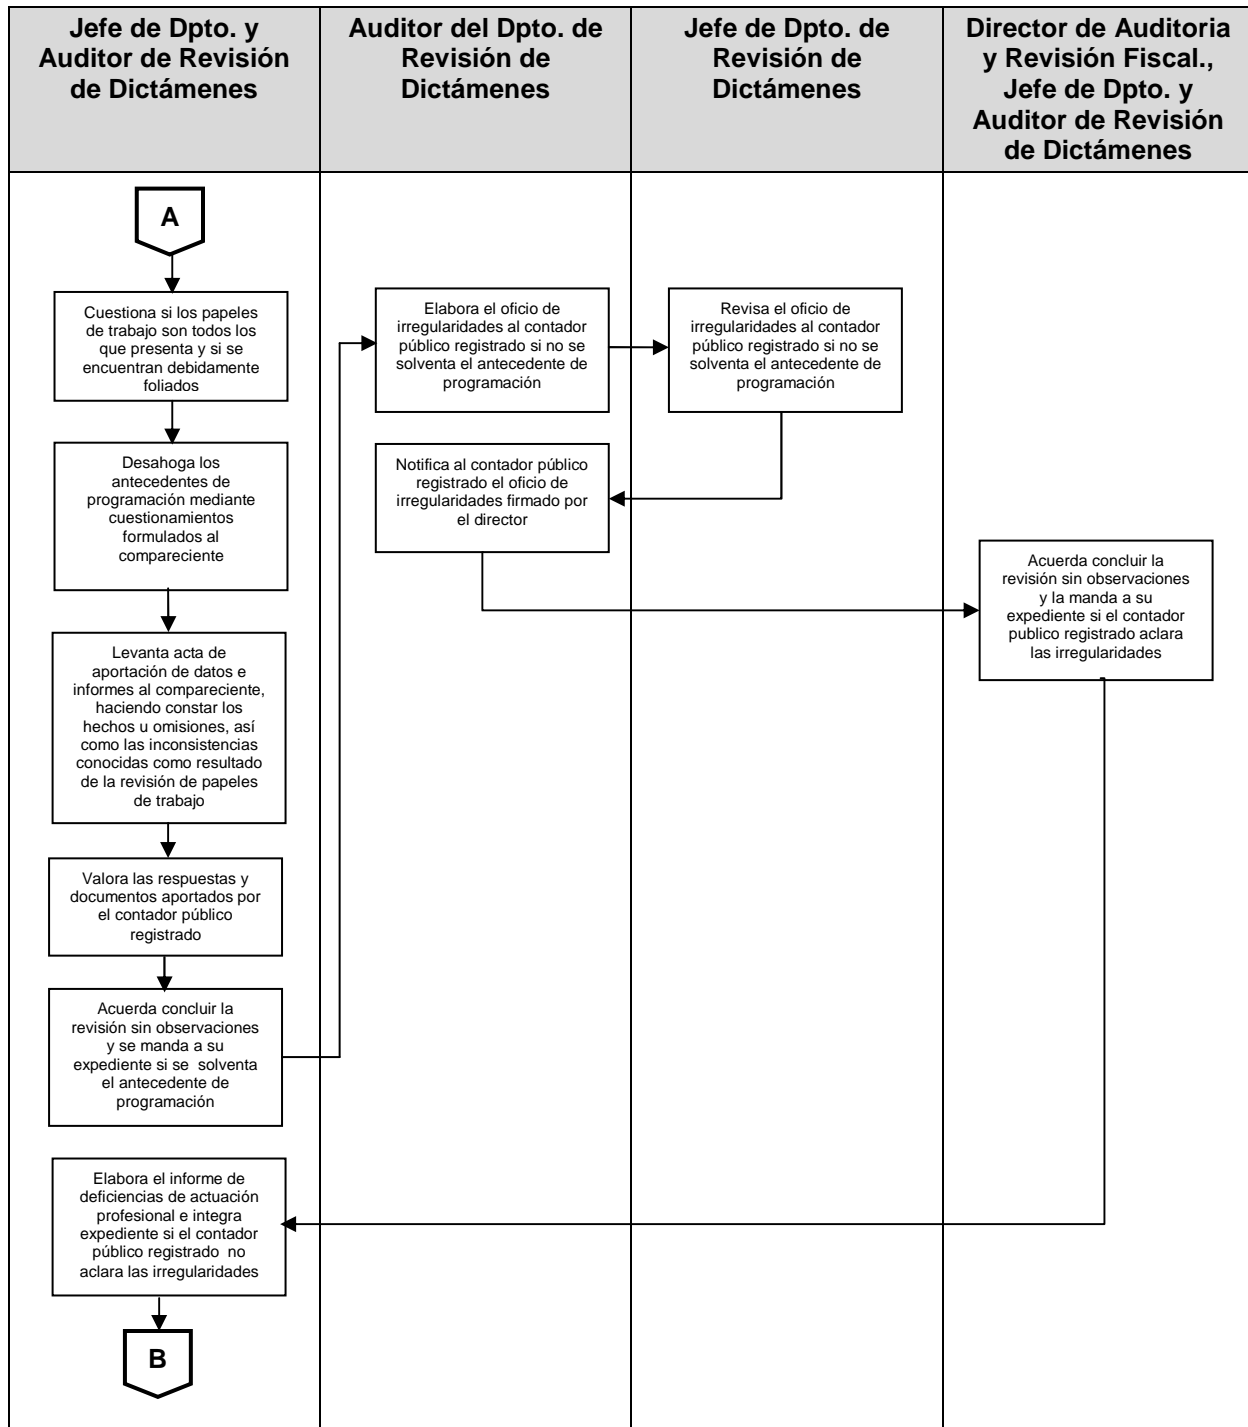 Jefe de Dpto. y
Auditor de Revisión
de Dictámenes
Auditor del Dpto. de
Revisión de
Dictámenes
Jefe de Dpto. de
Revisión de
Dictámenes
Director de Auditoria
y Revisión Fiscal.,
Jefe de Dpto. y
Auditor de Revisión
de Dictámenes
A
Cuestiona si los papeles
de trabajo son todos los
que presenta y si se
encuentran debidamente
foliados
Desahoga los
antecedentes de
programación mediante
cuestionamientos
formulados al
compareciente
Levanta acta de
aportación de datos e
informes al compareciente,
haciendo constar los
hechos u omisiones, así
como las inconsistencias
conocidas como resultado
de la revisión de papeles
de trabajo
Valora las respuestas y
documentos aportados por
el contador público
registrado
Acuerda concluir la
revisión sin observaciones
y se manda a su
expediente si se solventa
el antecedente de
programación
Elabora el oficio de
irregularidades al contador
público registrado si no se
solventa el antecedente de
programación
Revisa el oficio de
irregularidades al contador
público registrado si no se
solventa el antecedente de
programación
Notifica al contador público
registrado el oficio de
irregularidades firmado por
el director
Acuerda concluir la
revisión sin observaciones
y la manda a su
expediente si el contador
publico registrado aclara
las irregularidades
Elabora el informe de
deficiencias de actuación
profesional e integra
expediente si el contador
público registrado no
aclara las irregularidades
B